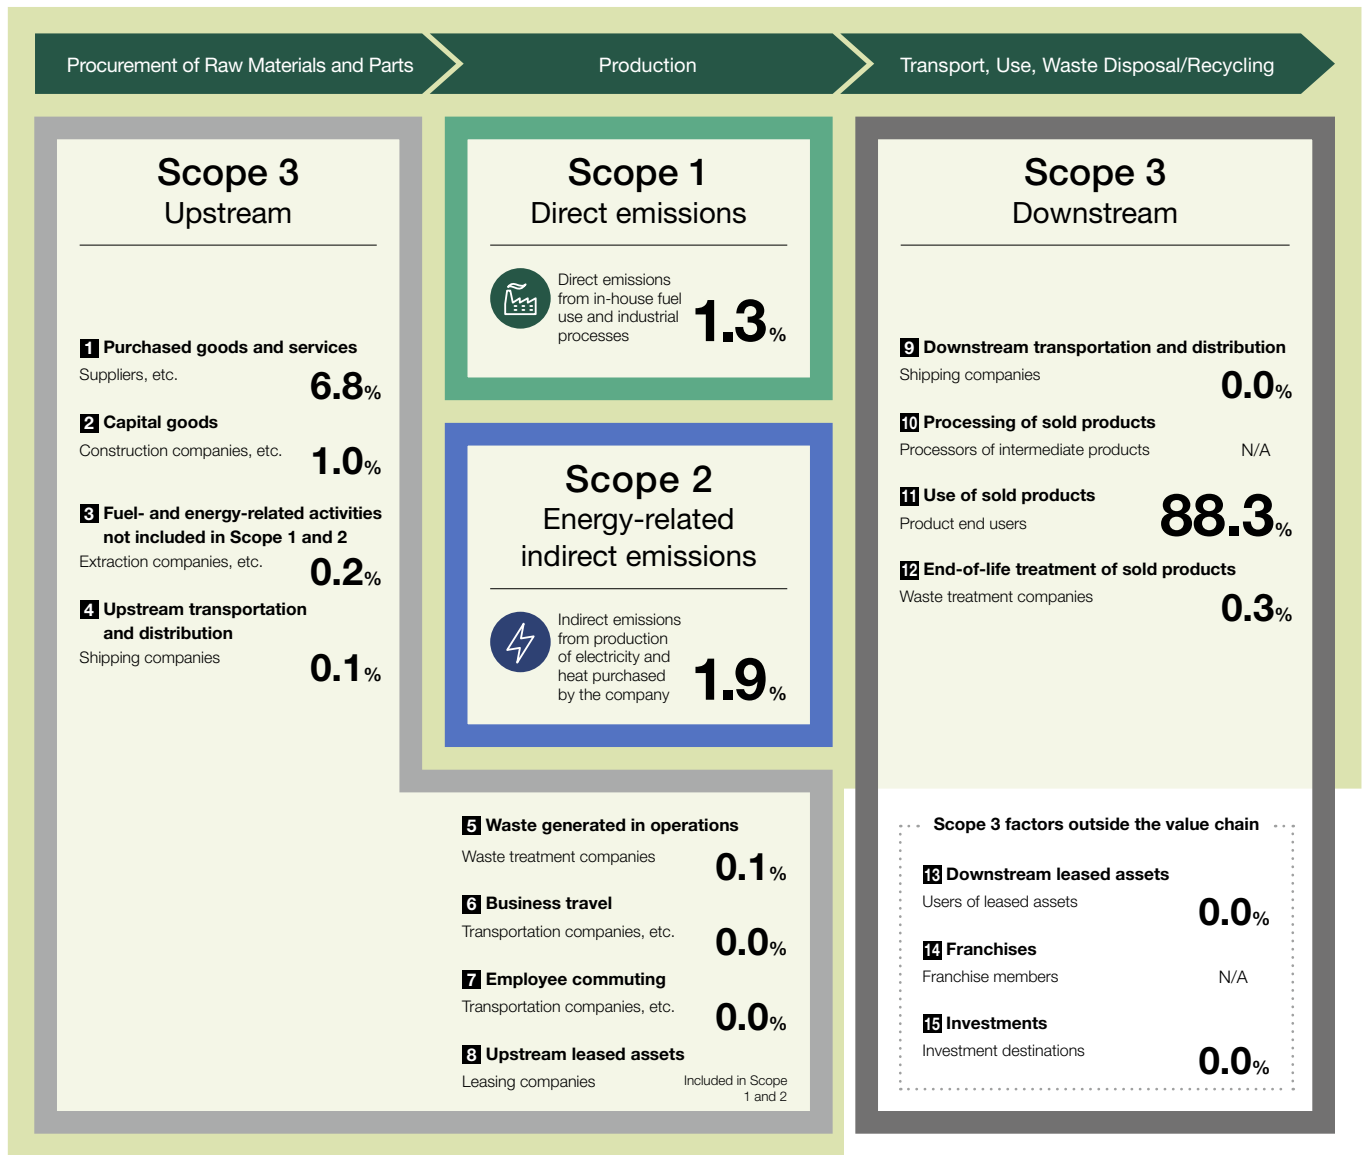 Procurement of Raw Materials and Parts
Production
Transport, Use, Waste Disposal/Recycling
Scope 3
Upstream
1 Purchased goods and services
Suppliers, etc.
6.8%
2 Capital goods
Construction companies, etc.
1.0%
3 Fuel- and energy-related activities
not included in Scope 1 and 2
Extraction companies, etc.
0.2%
4 Upstream transportation
and distribution
Shipping companies
0.1%
Scope 1
Direct emissions
Direct emissions
from in-house fuel
use and industrial
processes
1.3%
Scope 2
Energy-related
indirect emissions
Indirect emissions
from production
of electricity and
heat purchased
by the company
1.9%
5 Waste generated in operations
Waste treatment companies
0.1%
6 Business travel
Transportation companies, etc.
0.0%
7 Employee commuting
Transportation companies, etc.
0.0%
8 Upstream leased assets
Leasing companies
Included in Scope
1 and 2
Scope 3
Downstream
9 Downstream transportation and distribution
Shipping companies
0.0%
10 Processing of sold products
Processors of intermediate products
N/A
11 Use of sold products
Product end users
88.3%
12 End-of-life treatment of sold products
Waste treatment companies
0.3%
Scope 3 factors outside the value chain
13 Downstream leased assets
Users of leased assets
0.0%
14 Franchises
Franchise members
N/A
15 Investments
Investment destinations
0.0%